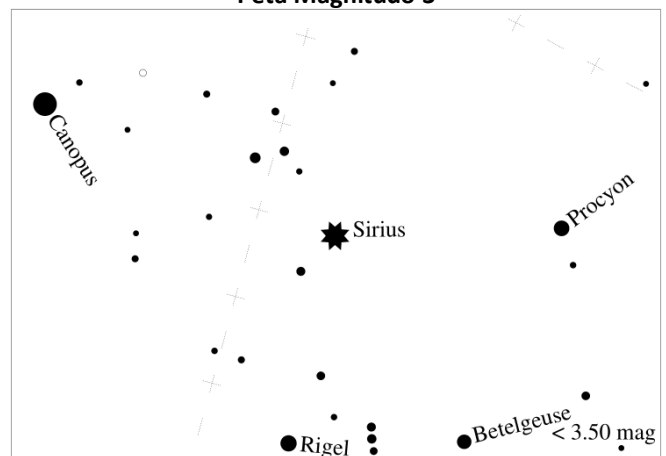 Peta Magnitudo 3
Canopus
Sirius
Procyon
Betelgeuse
< 3.50 mag
Rigel